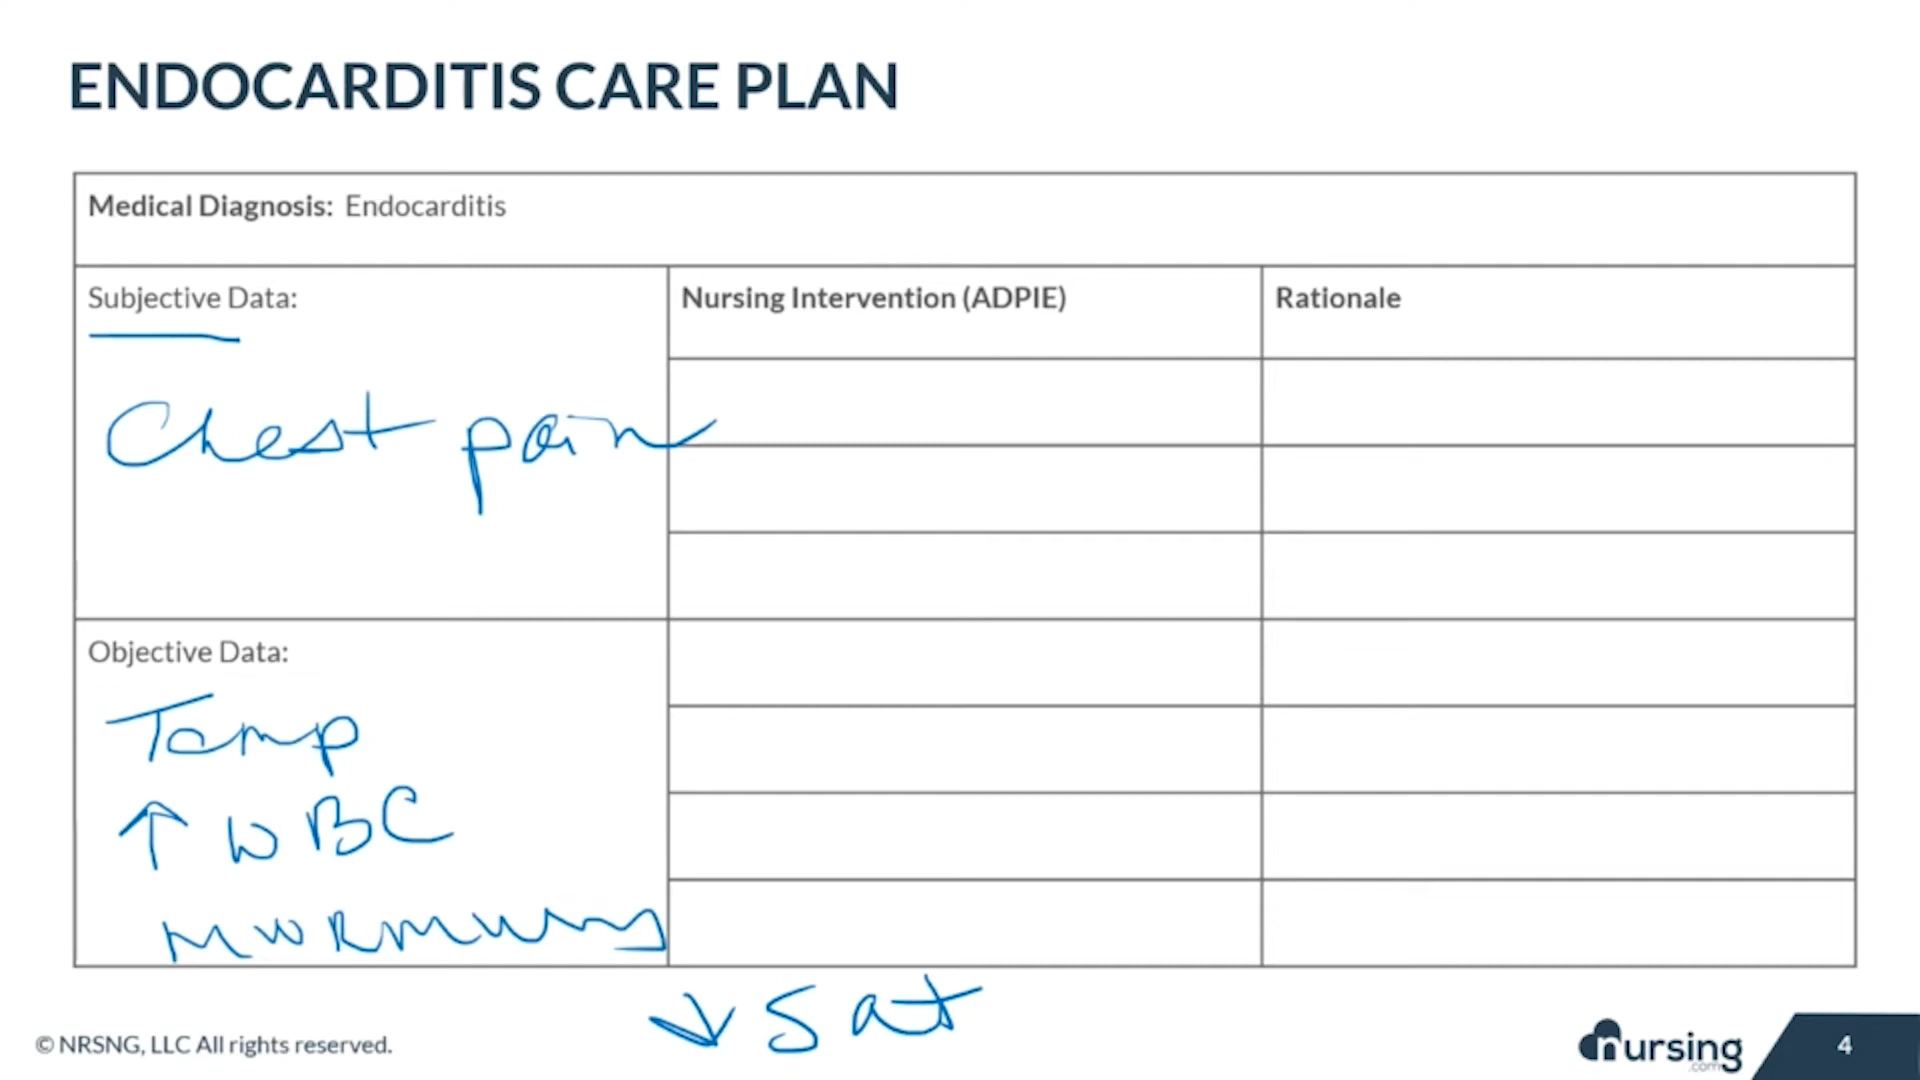 ENDOCARDITIS CARE PLAN
Medical Diagnosis: Endocarditis
Subjective Data:
Nursing Intervention (ADPIE)
Rationale
Chest pain
Objective Data:
Temp
↑ WBC
MURMURS
↓ Sat
© NRSNG, LLC All rights reserved.
nursing
.com
4